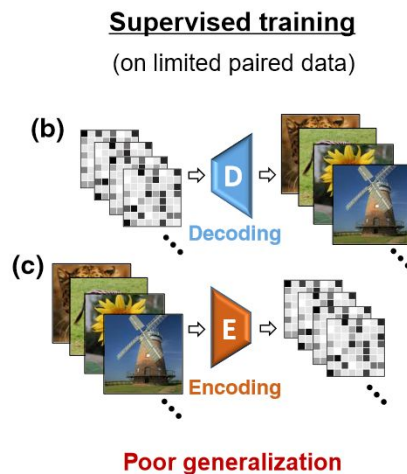 Supervised training
(on limited paired data)
(b)
D
Decoding
(c)
E
Encoding
Poor generalization